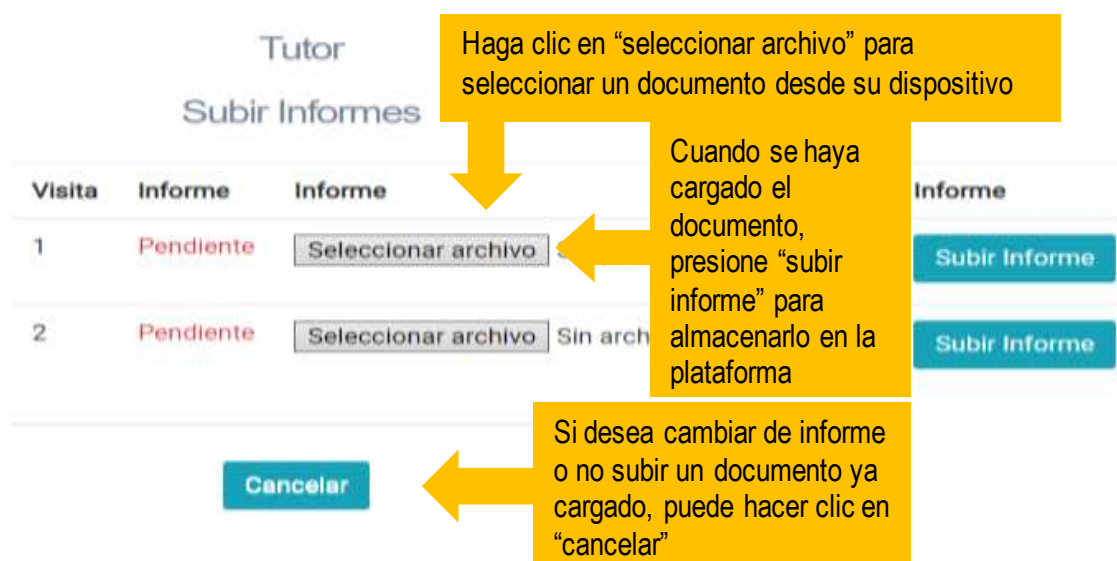 Tutor
Subir Informes
Haga clic en “seleccionar archivo” para
seleccionar un documento desde su dispositivo
Cuando se haya
cargado el
documento,
presione “subir
informe” para
almacenarlo en la
plataforma
Visita Informe Informe Informe
1 Pendiente Seleccionar archivo Subir Informe
2 Pendiente Seleccionar archivo Sin arch Subir Informe
Cancelar
Si desea cambiar de informe
o no subir un documento ya
cargado, puede hacer clic en
“cancelar”